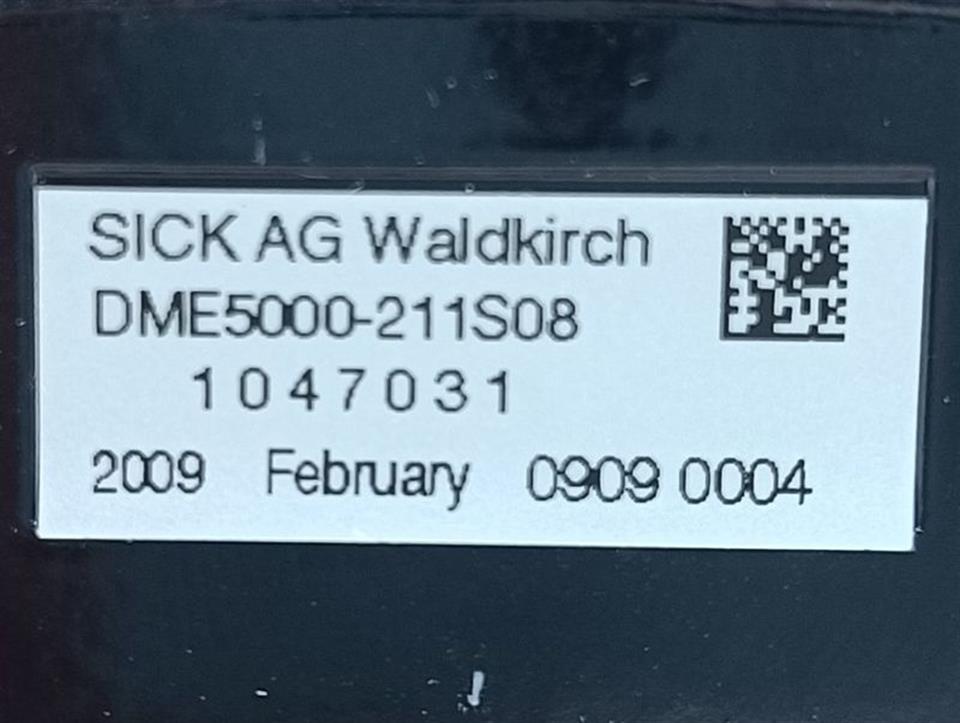 SICK AG Waldkirch
DME5000-211S08
1047031
2009 February 0909 0004